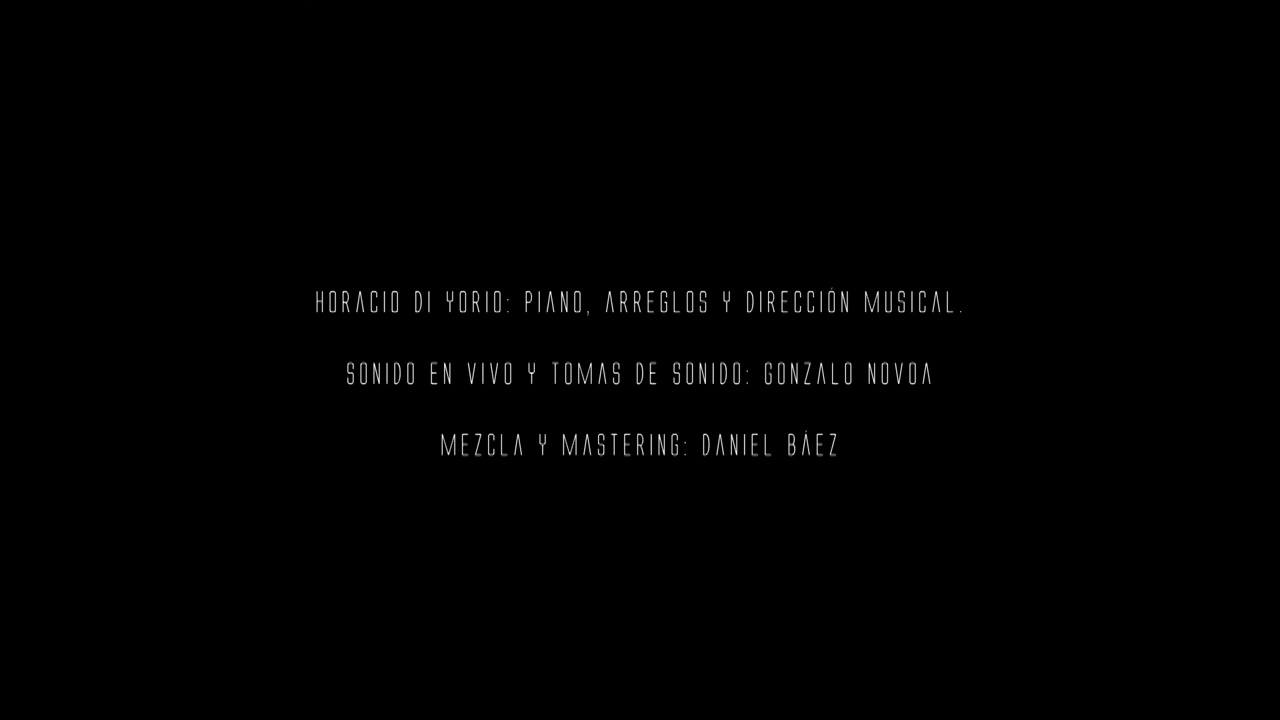 HORACIO DI YORIO: PIANO, ARREGLOS Y DIRECCIÓN MUSICAL.
SONIDO EN VIVO Y TOMAS DE SONIDO: GONZALO NOVOA
MEZCLA Y MASTERING: DANIEL BÁEZ